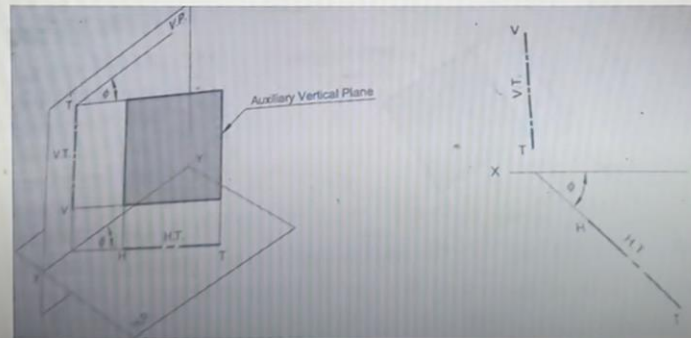 V.P.
T
φ
Auxiliary Vertical Plane
V.T.
V
φ
H
H.T.
T
V
V.T.
T
X
φ
H
H.T.